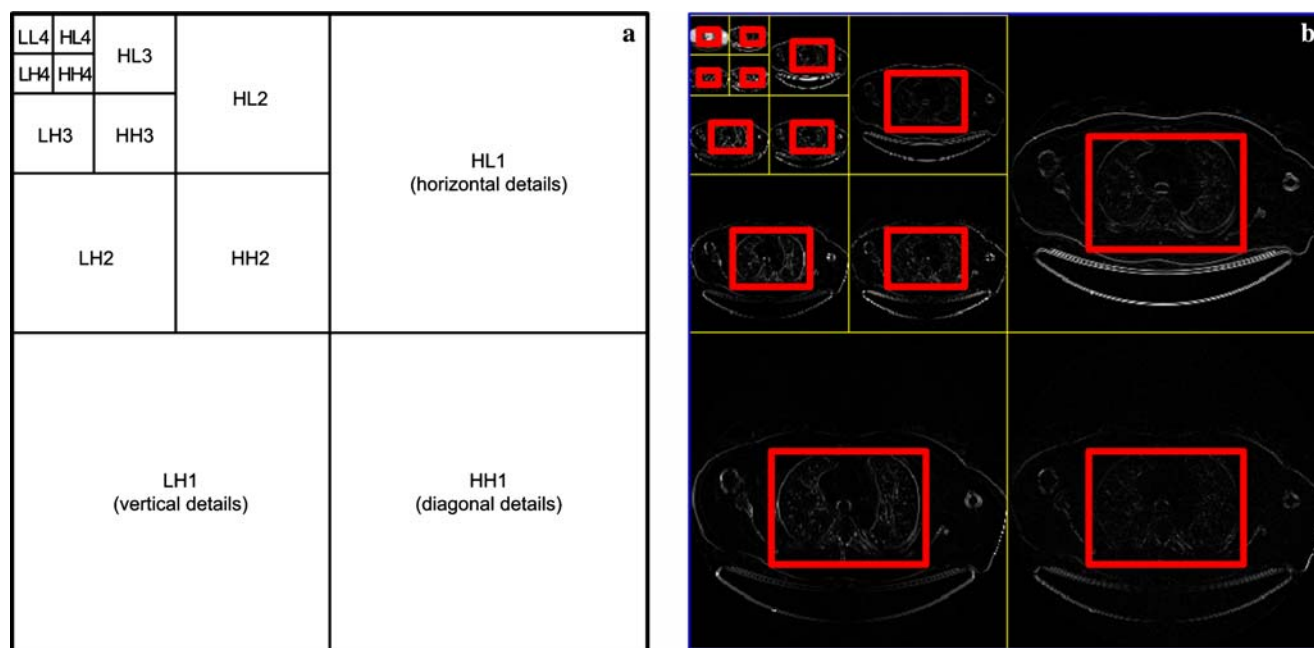 a
LL4 HL4
LH4 HH4
HL3
LH3 HH3
HL2
LH2 HH2
HL1
(horizontal details)
LH1
(vertical details)
HH1
(diagonal details)
b